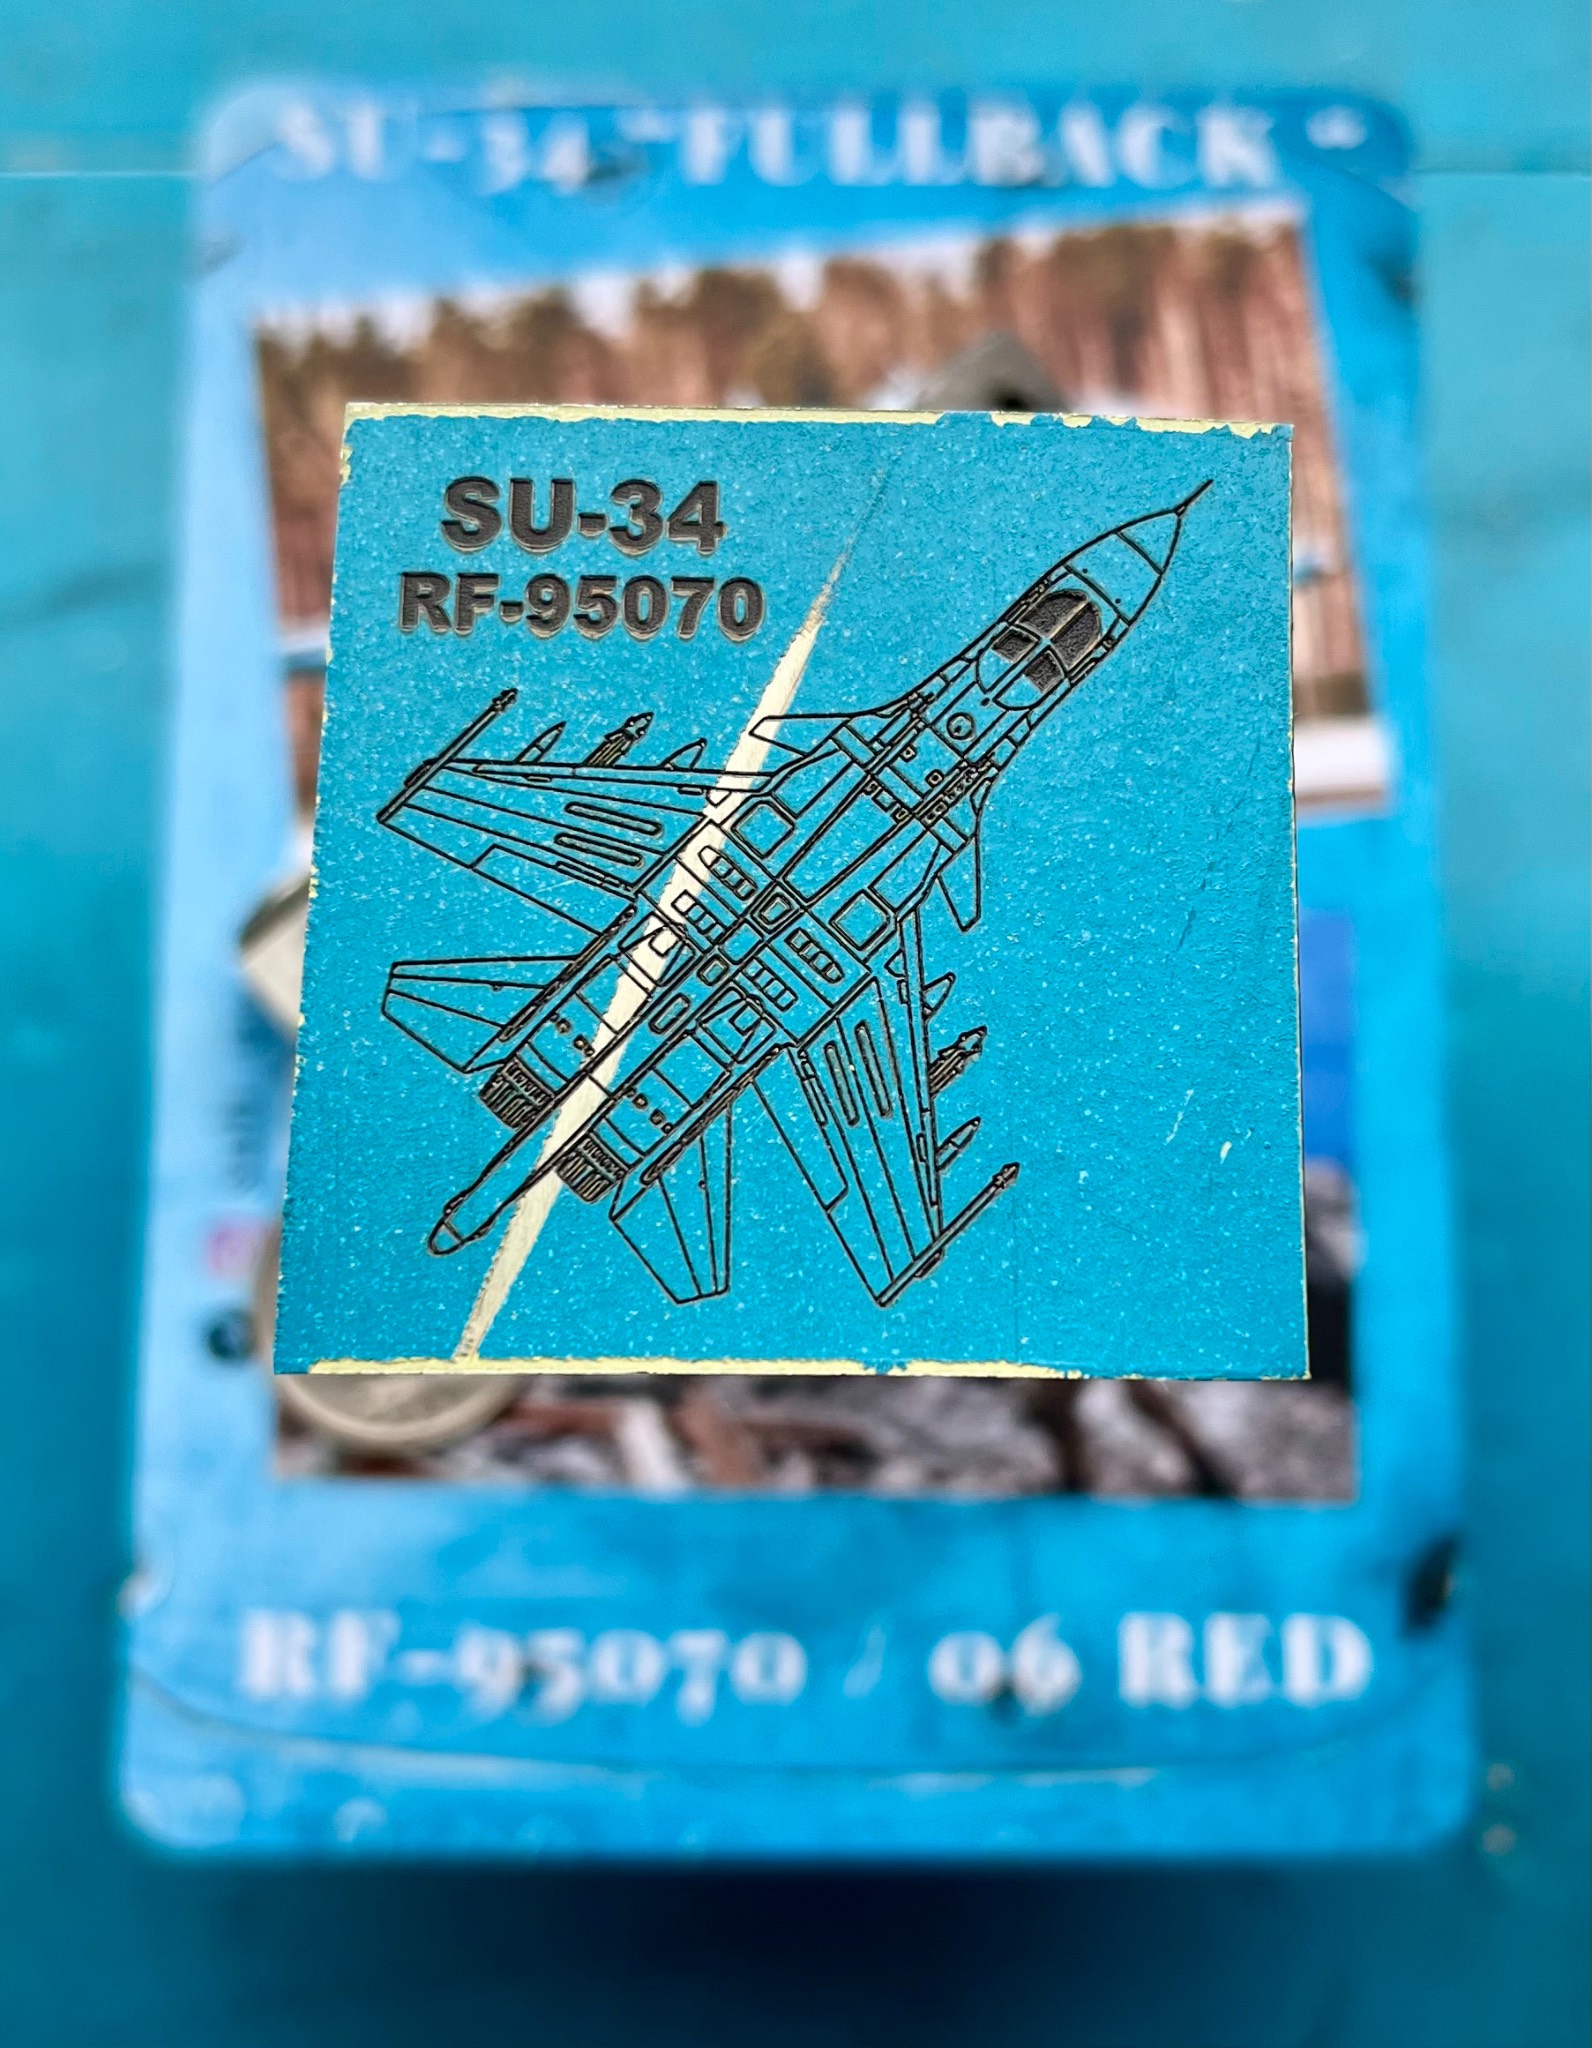 SU-34 "FULLBACK "
SU-34
RF-95070
RF-95070 / 06 RED